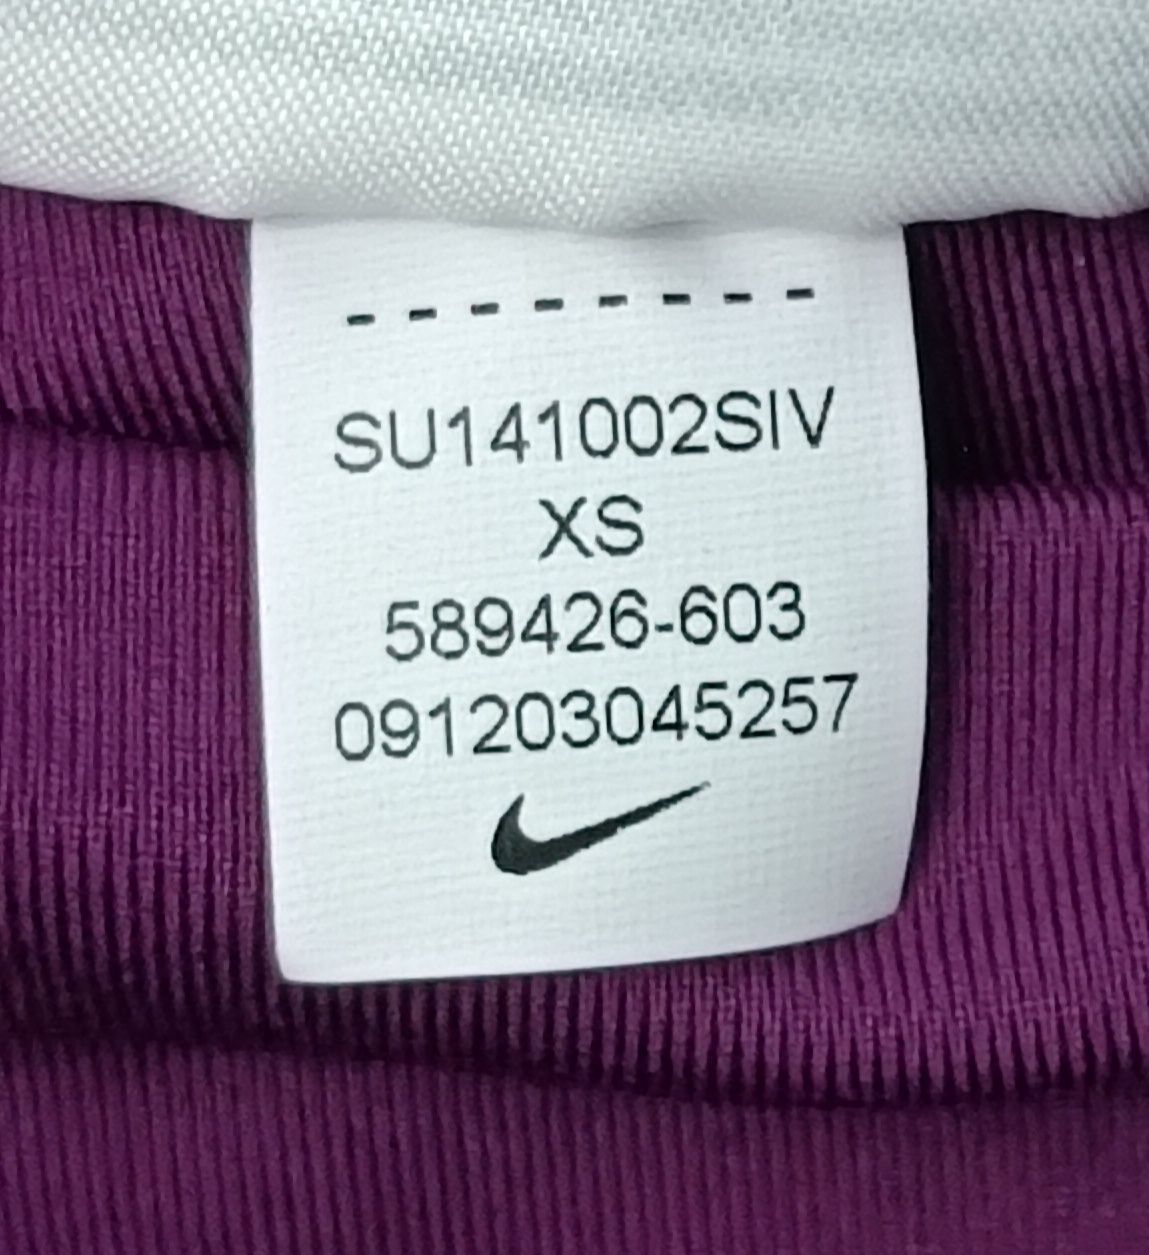 --------
SU141002SIV
XS
589426-603
091203045257